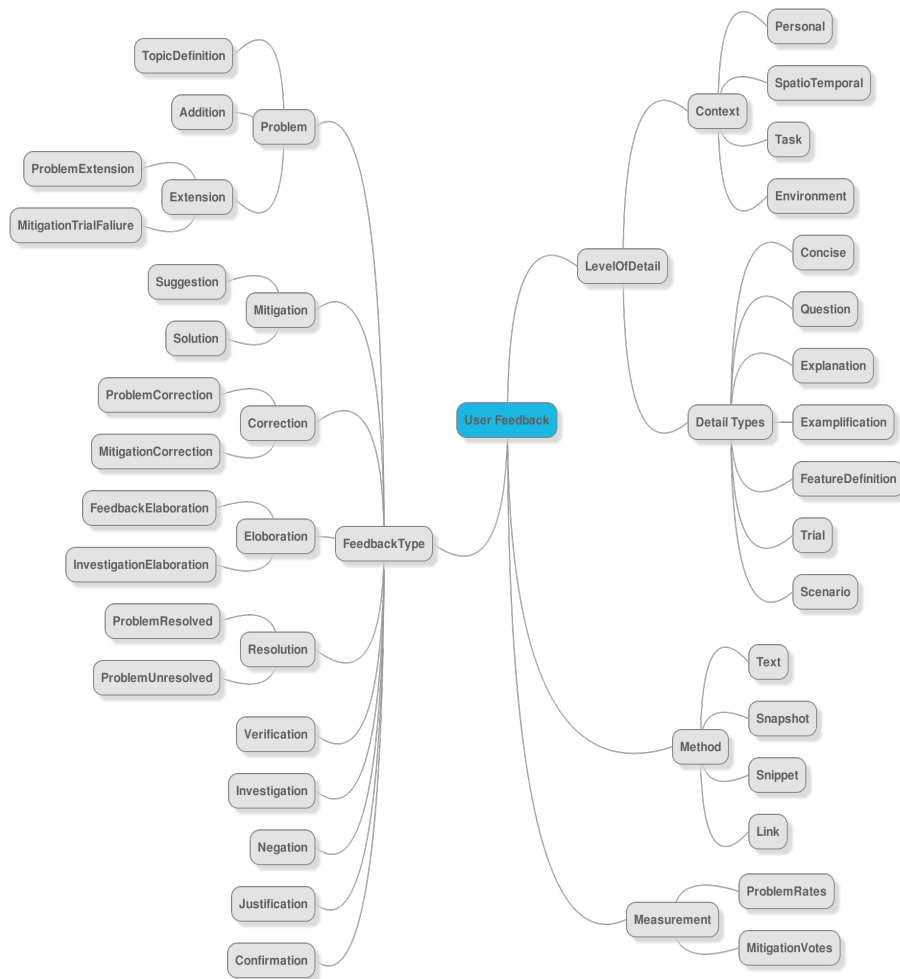 User Feedback
FeedbackType
Problem
TopicDefinition
Addition
Extension
ProblemExtension
MitigationTrialFaliure
Mitigation
Suggestion
Solution
Correction
ProblemCorrection
MitigationCorrection
Eloboration
FeedbackElaboration
InvestigationElaboration
Resolution
ProblemResolved
ProblemUnresolved
Verification
Investigation
Negation
Justification
Confirmation
LevelOfDetail
Context
Personal
SpatioTemporal
Task
Environment
Detail Types
Concise
Question
Explanation
Examplification
FeatureDefinition
Trial
Scenario
Method
Text
Snapshot
Snippet
Link
Measurement
ProblemRates
MitigationVotes